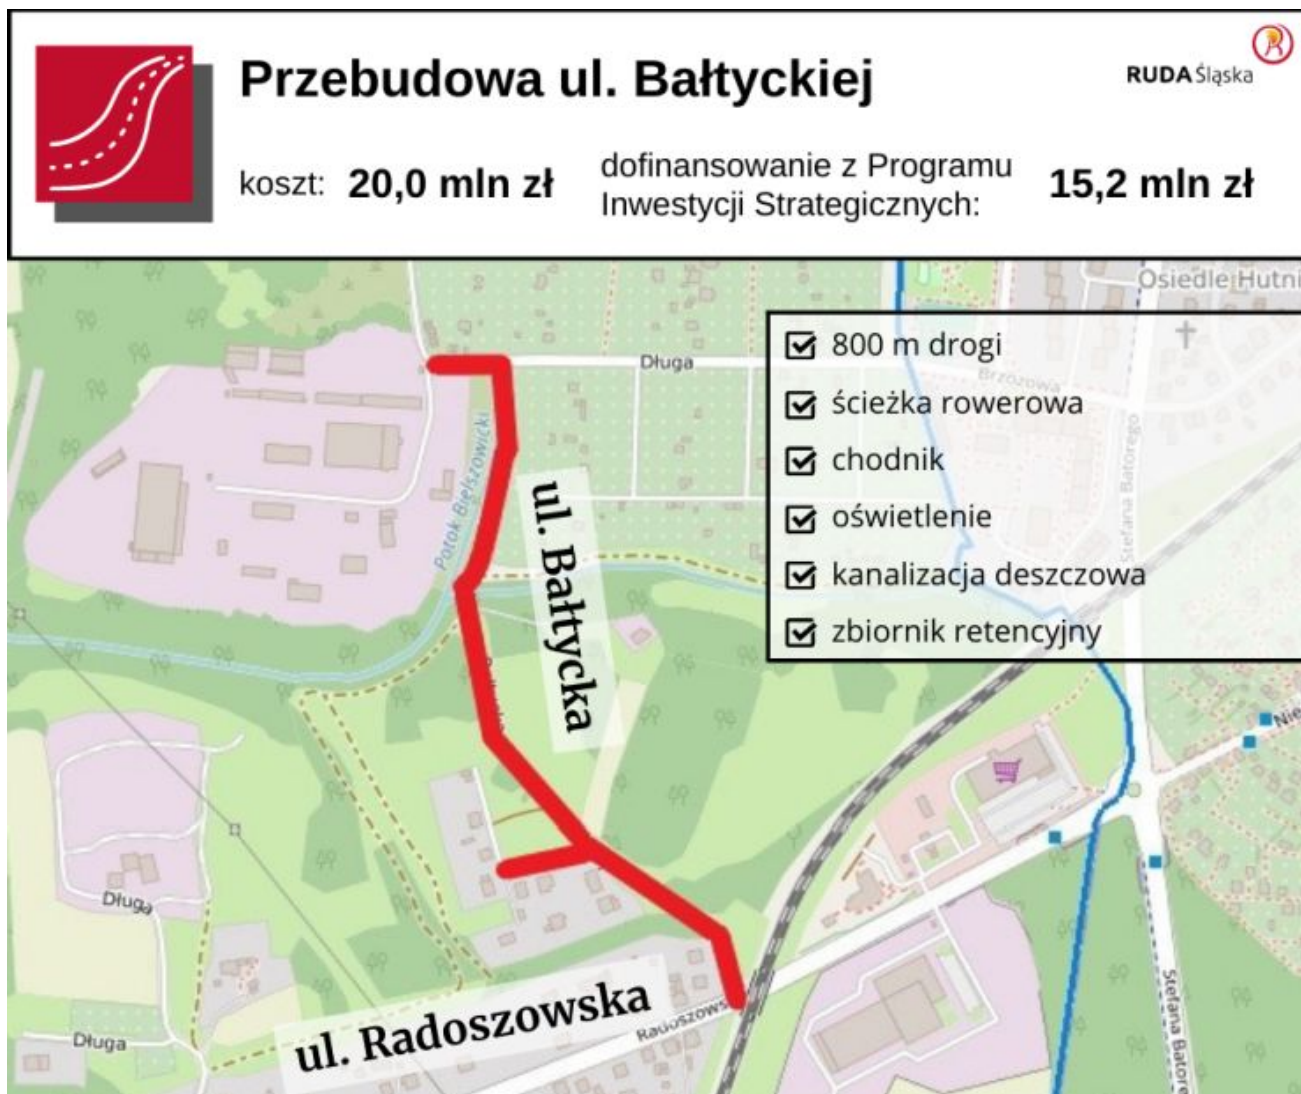 Przebudowa ul. Bałtyckiej
RUDA Śląska
koszt: 20,0 mln zł
dofinansowanie z Programu
Inwestycji Strategicznych:
15,2 mln zł
Osiedle Hutni
800 m drogi
ścieżka rowerowa
chodnik
oświetlenie
kanalizacja deszczowa
zbiornik retencyjny
Długa
Brzozowa
Stefana Batorego
Potok Bielszowicki
ul. Bałtycka
Nie
Długa
Długa
ul. Radoszowska
Radoszows
Stefana Batore